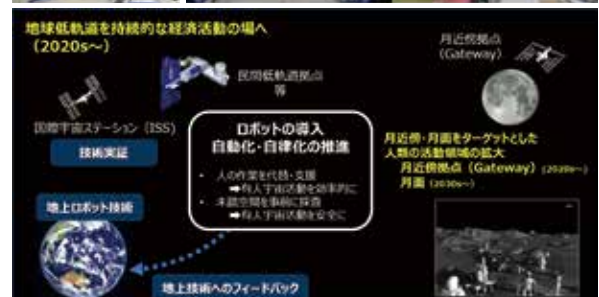 地球低軌道を持続的な経済活動の場へ
(2020s~)
民間低軌道拠点
等
国際宇宙ステーション (ISS)
技術実証
地上ロボット技術
ロボットの導入
自動化・自律化の推進
• 人の作業を代替・支援
➡有人宇宙活動を効率的に
• 未踏空間を事前に探査
➡有人宇宙活動を安全に
地上技術へのフィードバック
月近傍拠点
(Gateway)
月近傍・月面をターゲットとした
人類の活動領域の拡大
月近傍拠点 (Gateway) (2020s~)
月面 (2030s~)